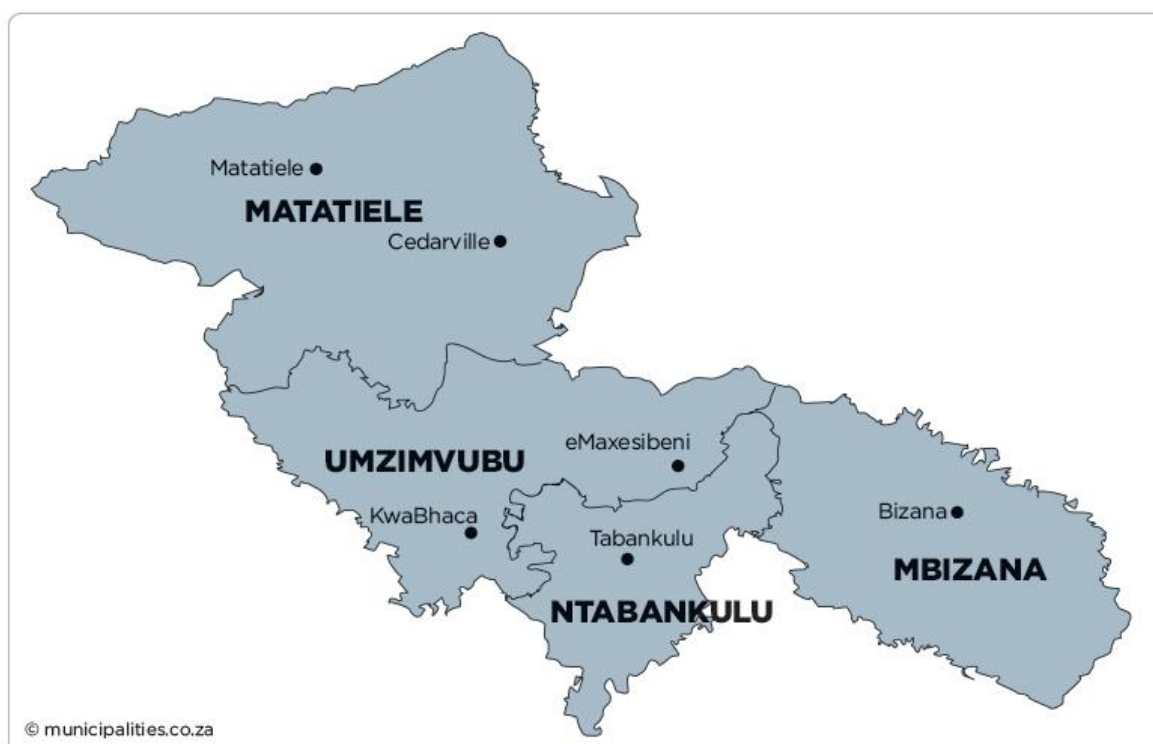 Matatiele
MATATIELE
Cedarville
eMaxesibeni
UMZIMVUBU
KwaBhaca
Bizana
Tabankulu
MBIZANA
NTABANKULU
© municipalities.co.za